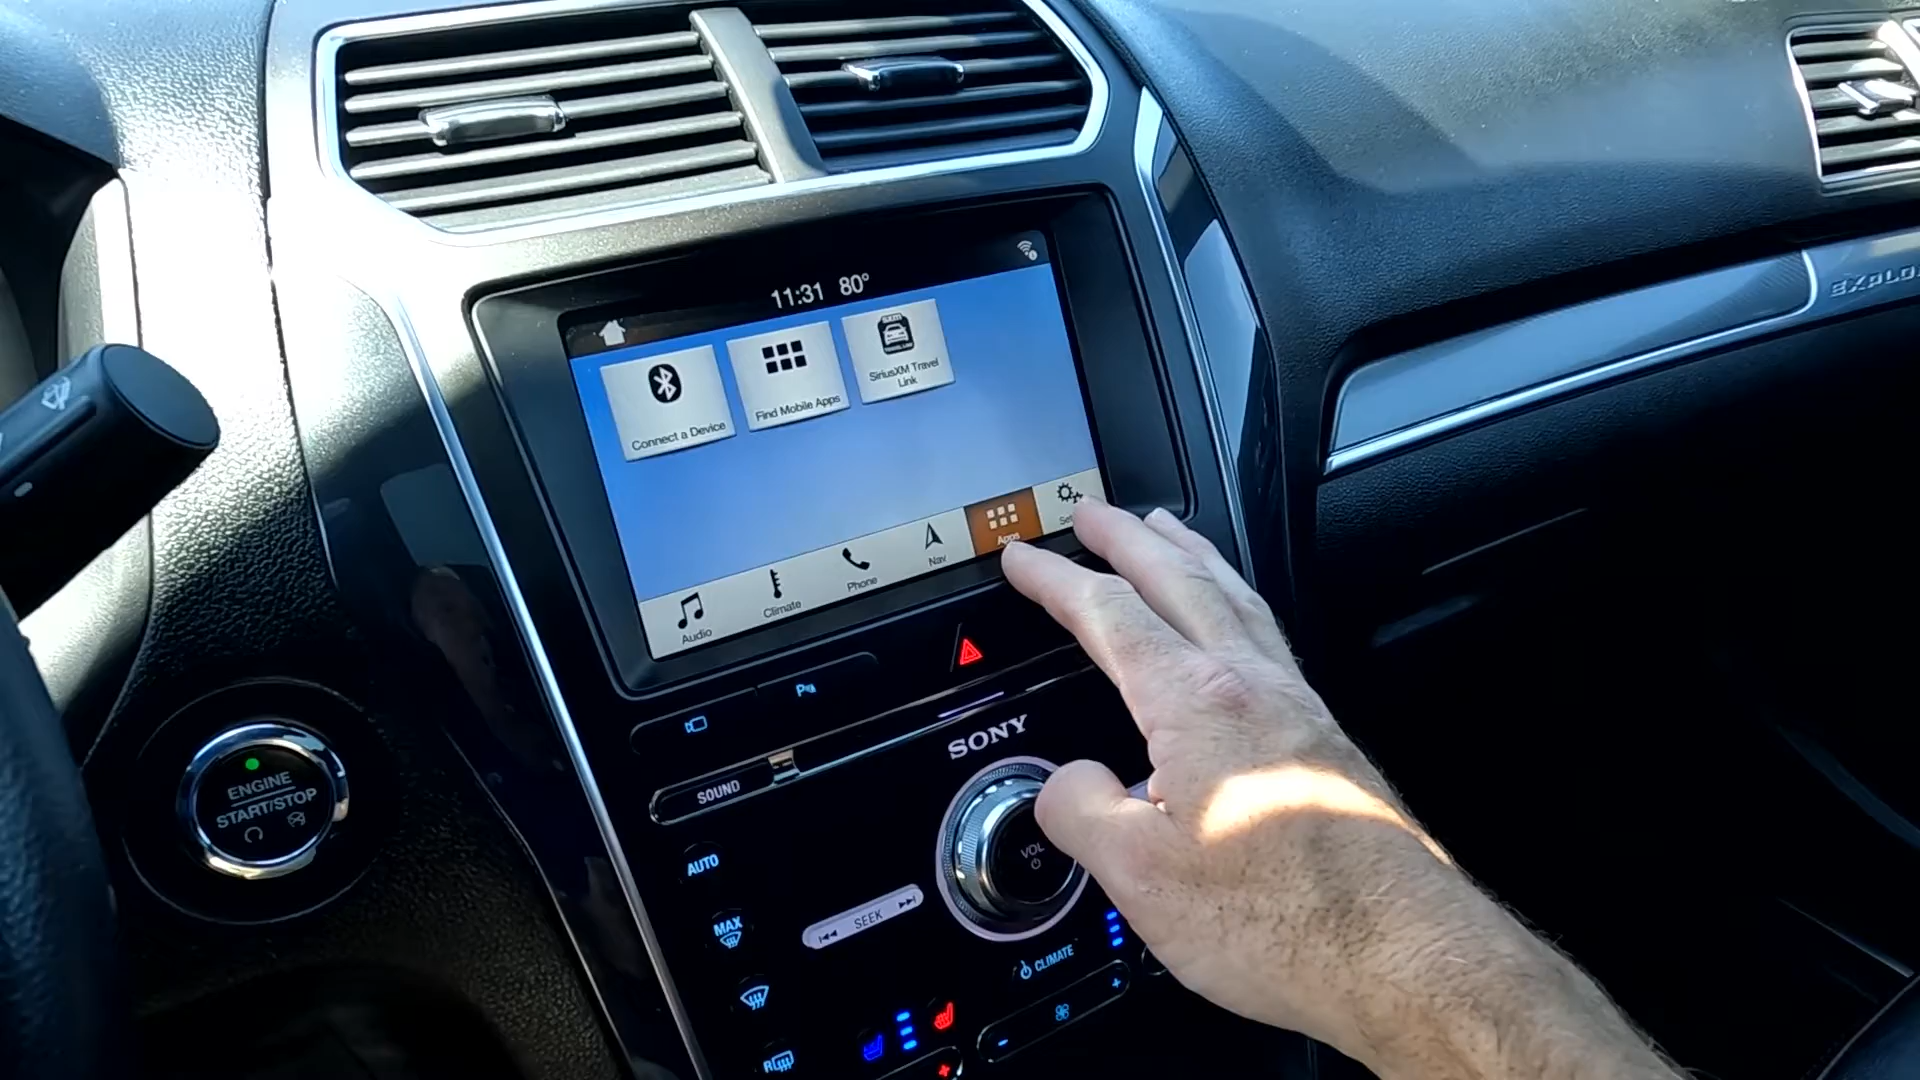 11:31 80°
Connect a Device
Find Mobile Apps
SiriusXM Travel
Link
Audio
Climate
Phone
Nav
Apps
SONY
SOUND
ENGINE
START/STOP
VOL
AUTO
SEEK
MAX
CLIMATE
R